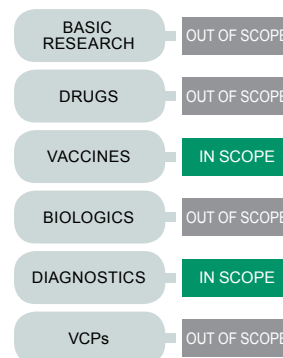 BASIC
RESEARCH
OUT OF SCOPE
DRUGS
OUT OF SCOPE
VACCINES
IN SCOPE
BIOLOGICS
OUT OF SCOPE
DIAGNOSTICS
IN SCOPE
VCPs
OUT OF SCOPE